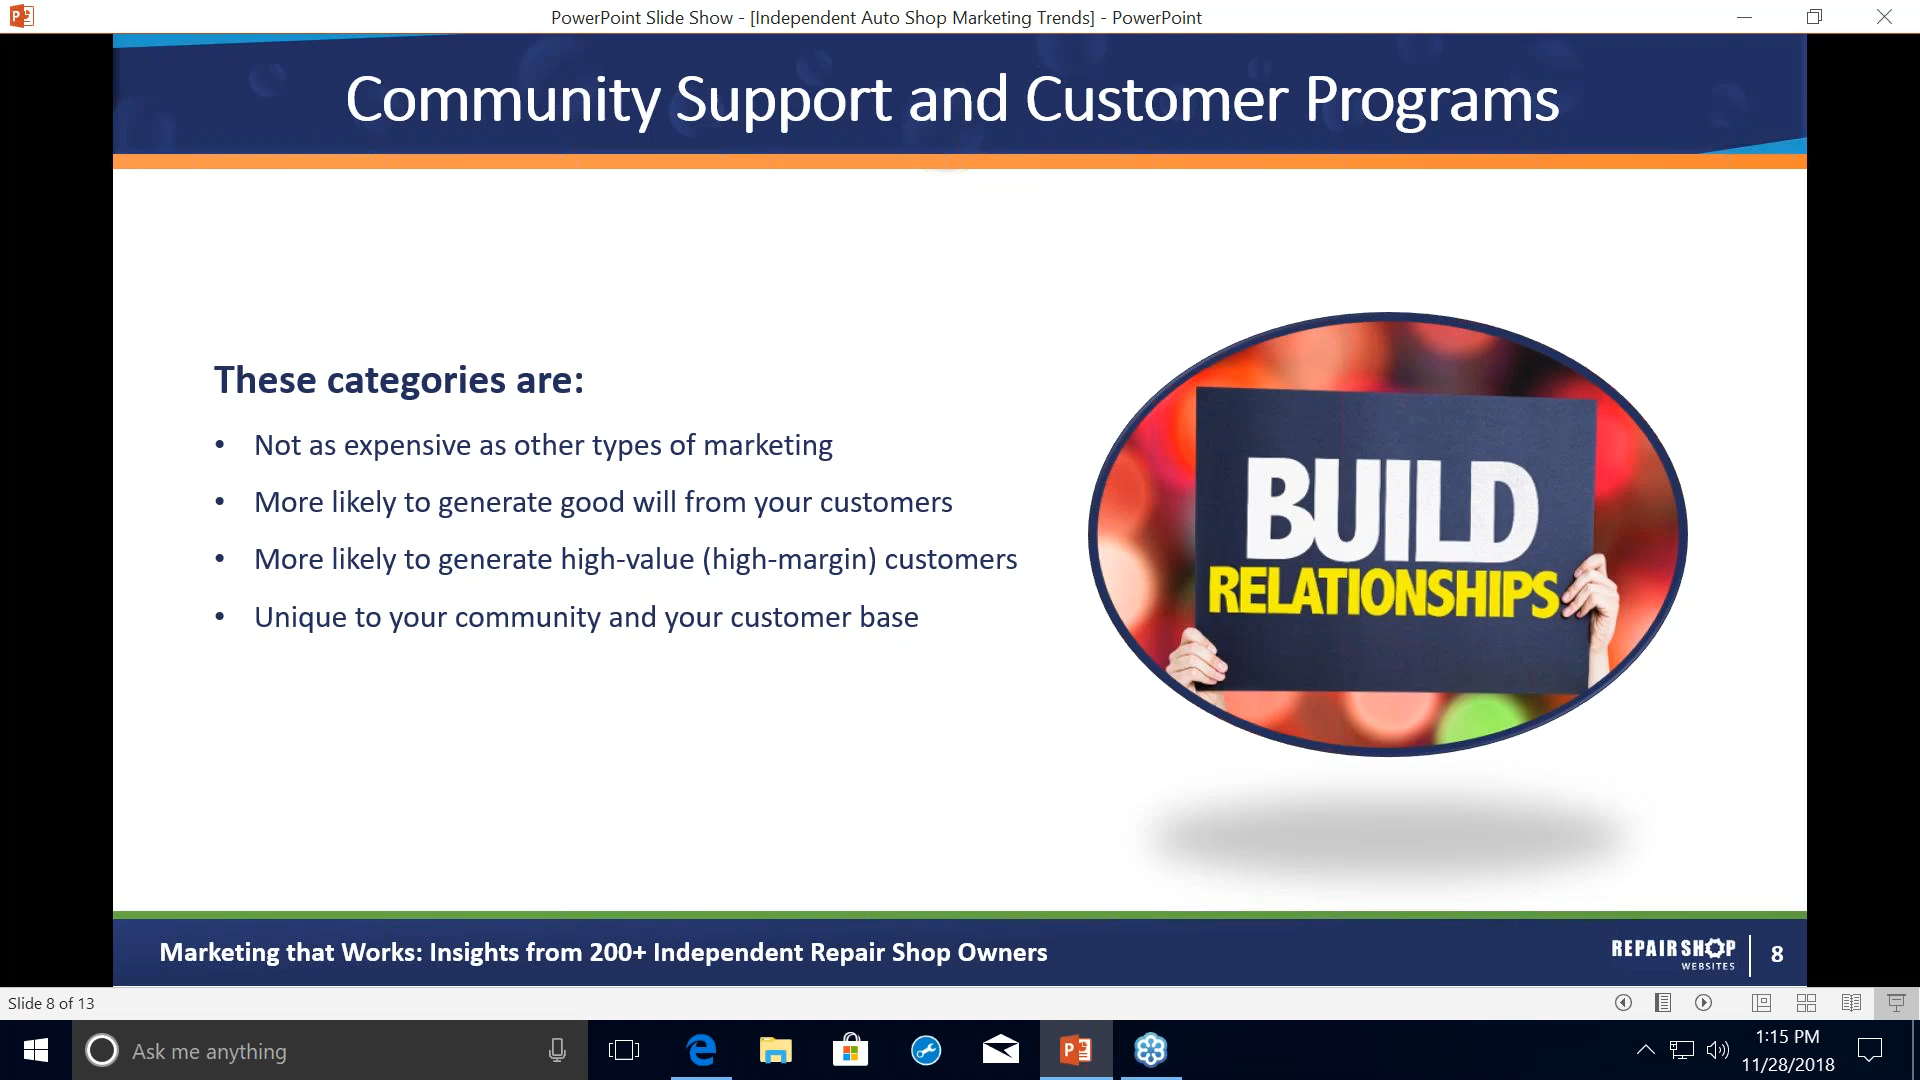 PowerPoint Slide Show - [Independent Auto Shop Marketing Trends] - PowerPoint
Community Support and Customer Programs
These categories are:
• Not as expensive as other types of marketing
• More likely to generate good will from your customers
• More likely to generate high-value (high-margin) customers
• Unique to your community and your customer base
BUILD
RELATIONSHIPS
Marketing that Works: Insights from 200+ Independent Repair Shop Owners
REPAIR SHOP
WEBSITES
8
Slide 8 of 13
Ask me anything
1:15 PM
11/28/2018